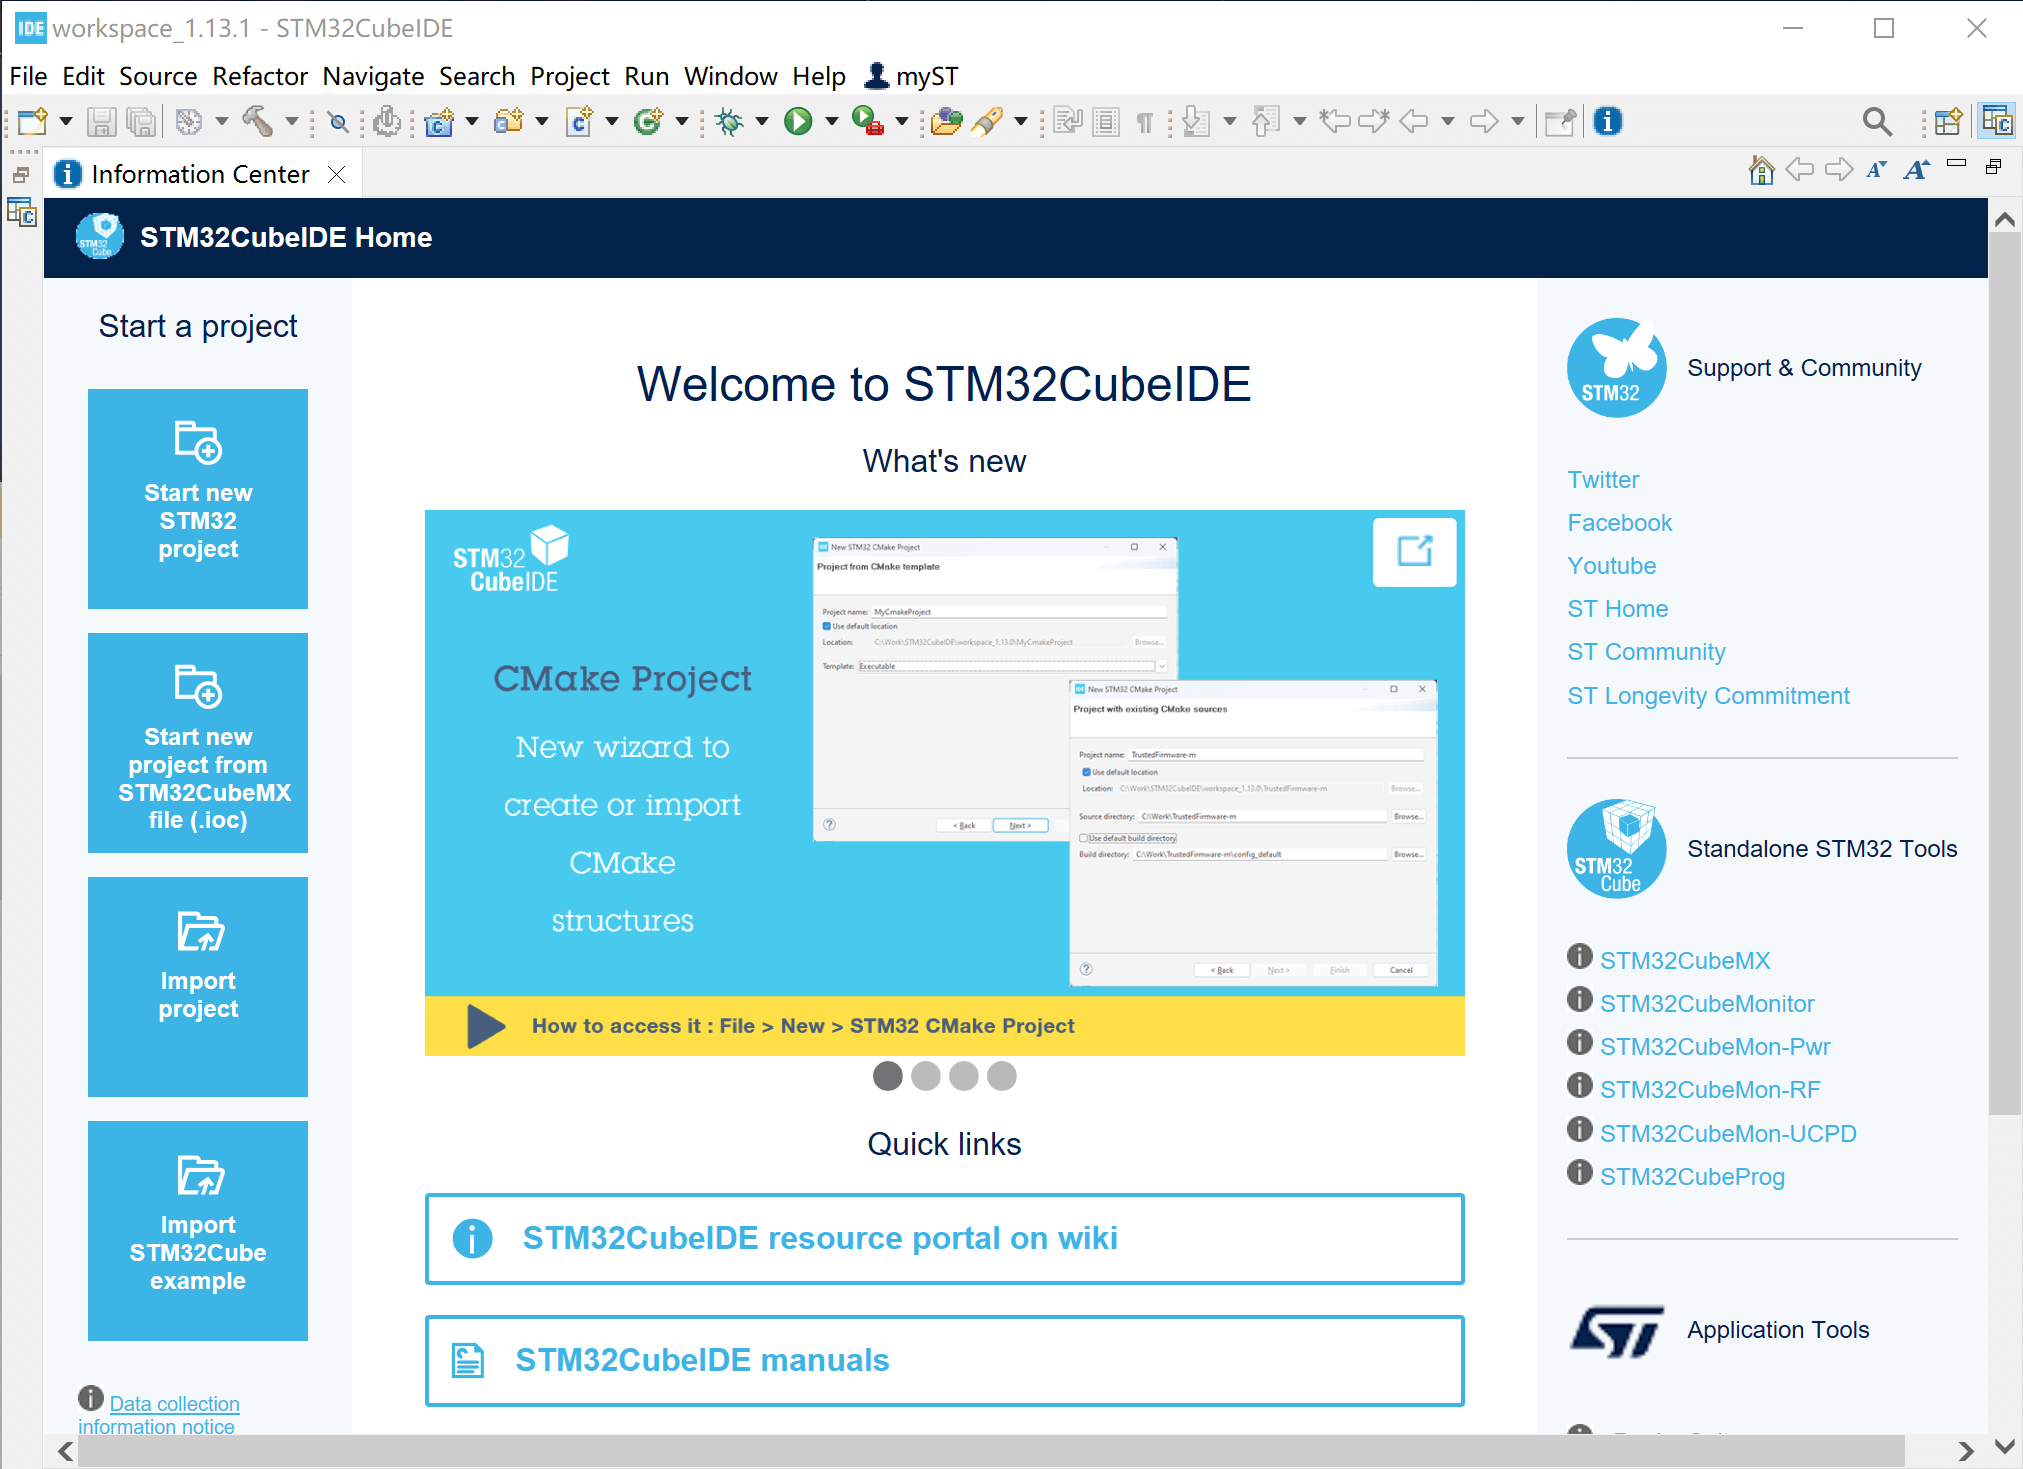 IDE workspace_1.13.1 - STM32CubeIDE
File Edit Source Refactor Navigate Search Project Run Window Help myST
Information Center
STM32CubeIDE Home
Start a project
Start new
STM32
project
Start new
project from
STM32CubeMX
file (.ioc)
Import
project
Import
STM32Cube
example
Data collection
information notice
Welcome to STM32CubeIDE
What's new
STM32
CubeIDE
CMake Project
New wizard to
create or import
CMake
structures
New STM32 CMake Project
Project from CMake template
Project name: MyCmakeProject
Use default location
Location: C:\Work\STM32CubeIDE\workspace_1.13.0\MyCmakeProject Browse...
Template: Executable
< Back Next >
New STM32 CMake Project
Project with existing CMake sources
Project name: TrustedFirmware-m
Use default location
Location: C:\Work\STM32CubeIDE\workspace_1.13.0\TrustedFirmware-m Browse...
Source directory: C:\Work\TrustedFirmware-m Browse...
Use default build directory
Build directory: C:\Work\TrustedFirmware-m\config_default Browse...
< Back Next > Finish Cancel
How to access it : File > New > STM32 CMake Project
Quick links
STM32CubeIDE resource portal on wiki
STM32CubeIDE manuals
STM32
Support & Community
Twitter
Facebook
Youtube
ST Home
ST Community
ST Longevity Commitment
STM32
Cube
Standalone STM32 Tools
STM32CubeMX
STM32CubeMonitor
STM32CubeMon-Pwr
STM32CubeMon-RF
STM32CubeMon-UCPD
STM32CubeProg
ST
Application Tools